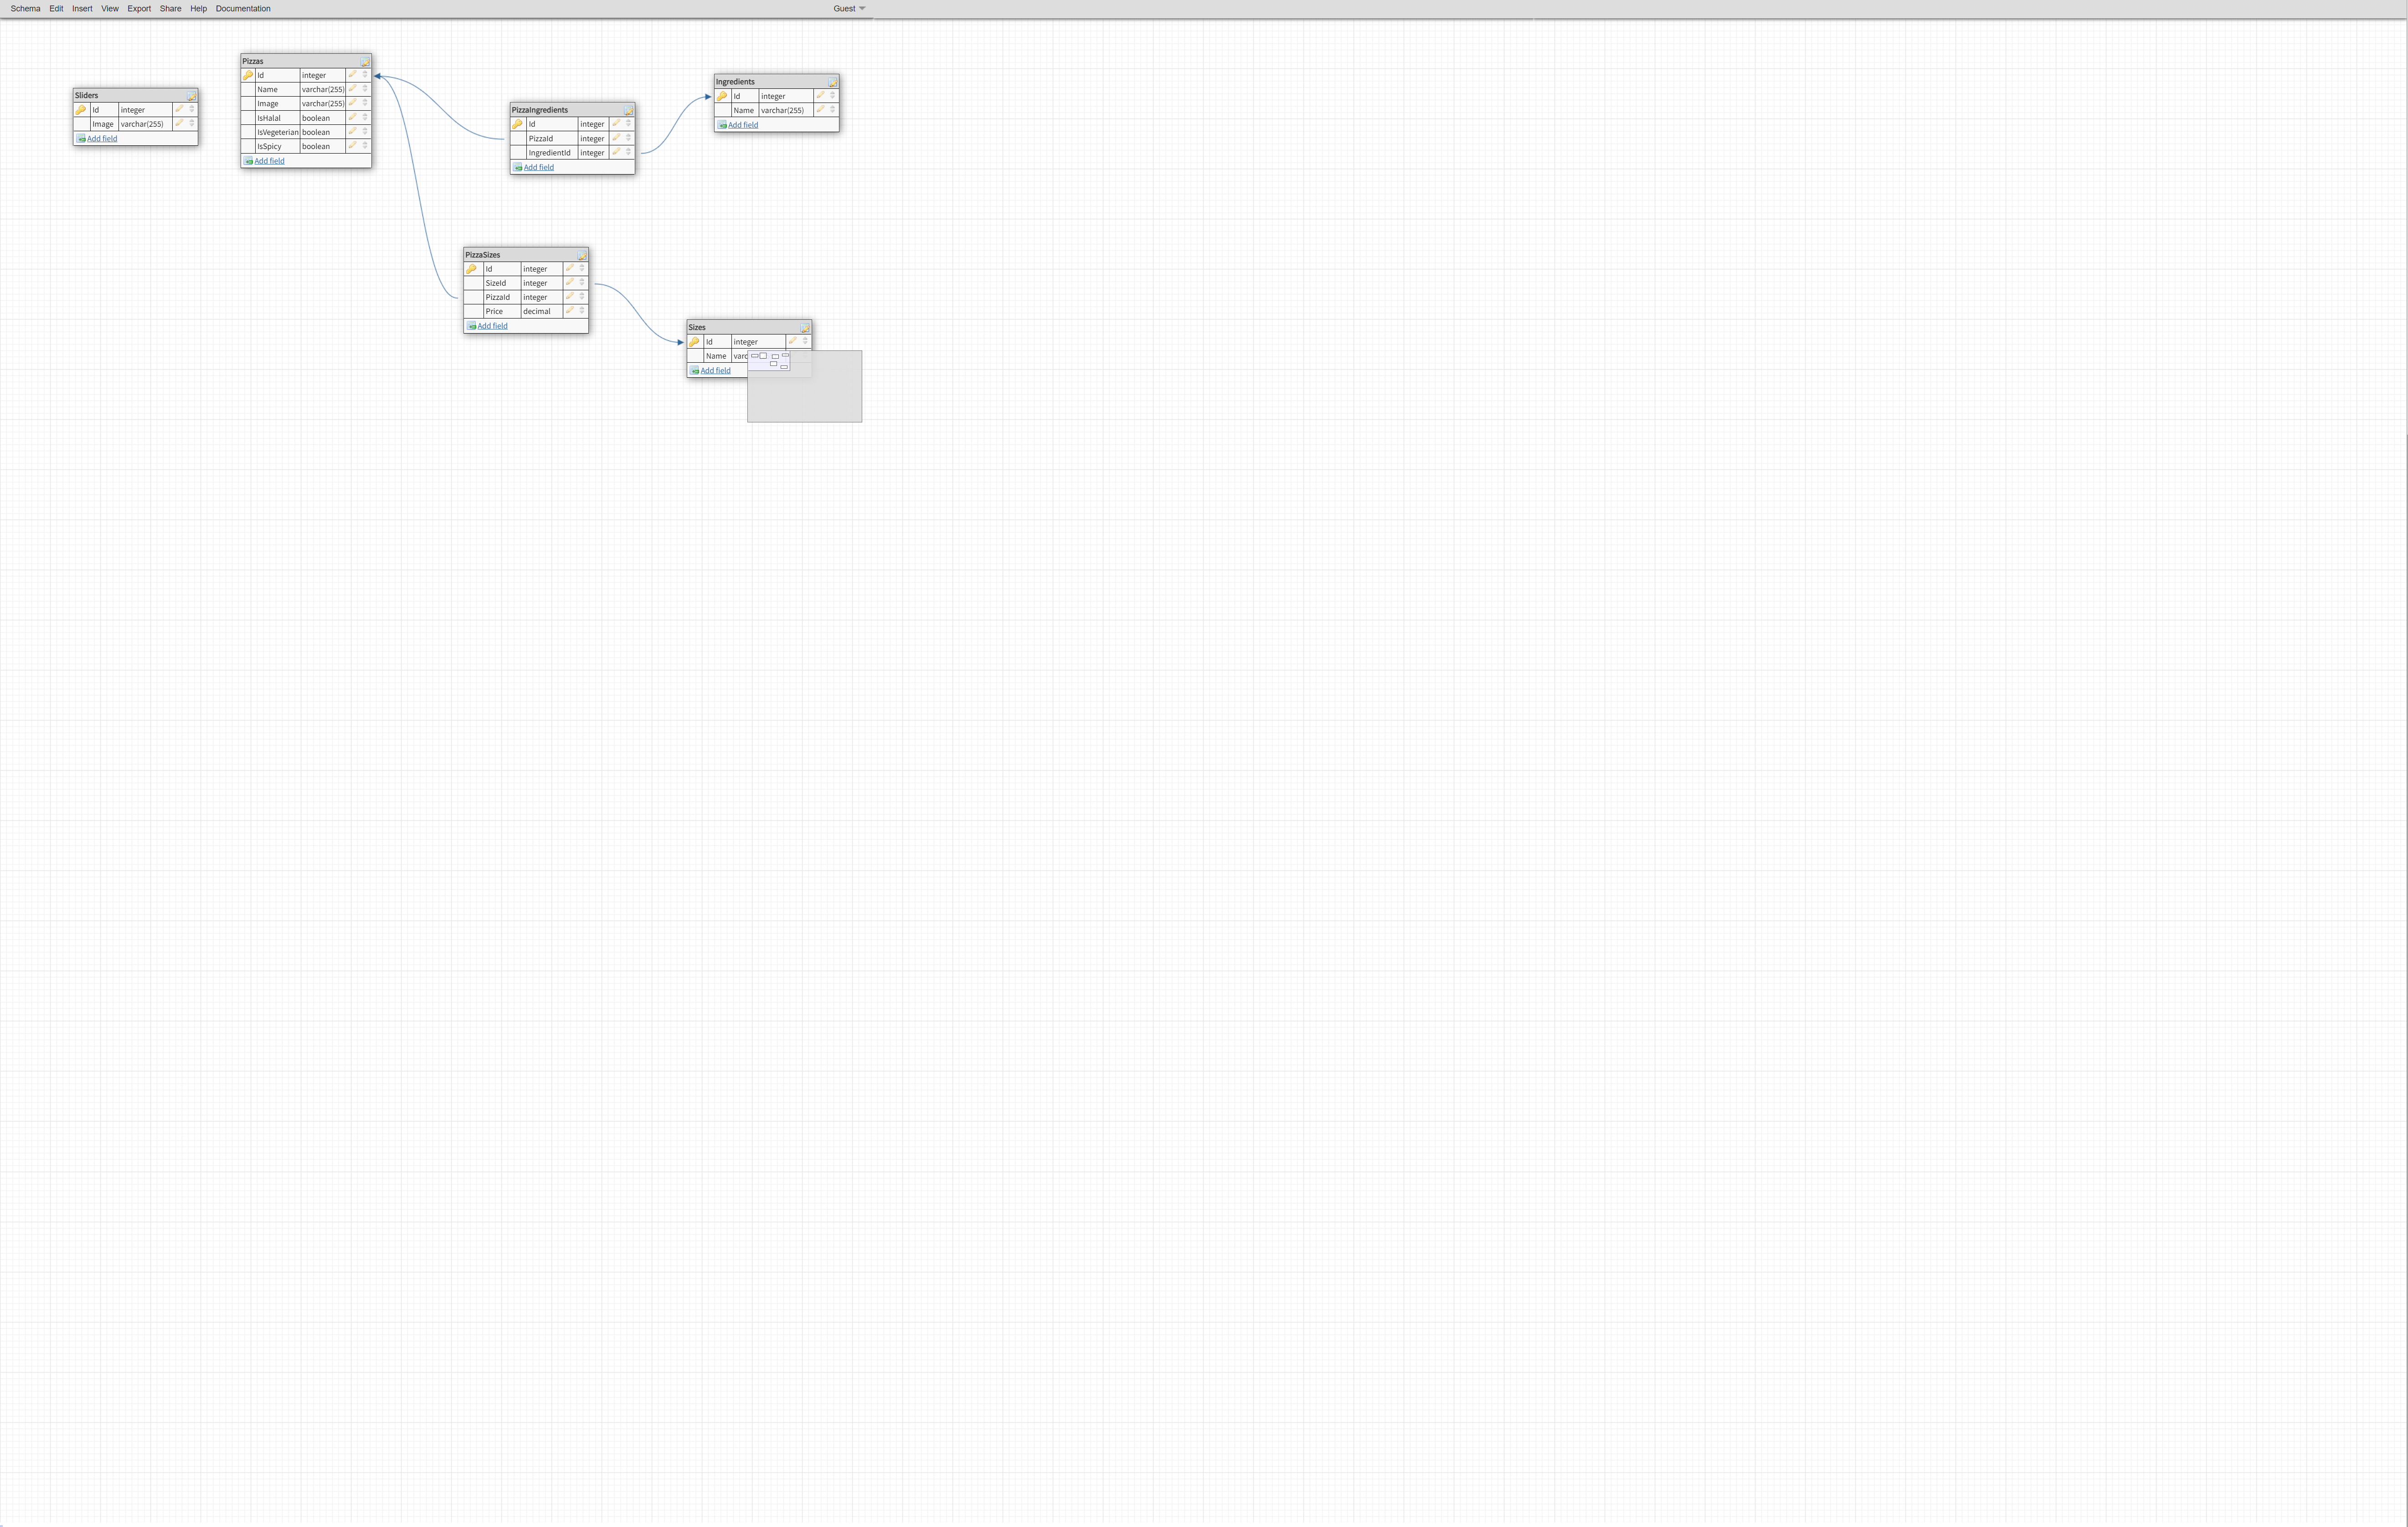 Schema Edit Insert View Export Share Help Documentation Guest
Sliders
Id integer
Image varchar(255)
Add field
Pizzas
Id integer
Name varchar(255)
Image varchar(255)
IsHalal boolean
IsVegeterian boolean
IsSpicy boolean
Add field
PizzaIngredients
Id integer
PizzaId integer
IngredientId integer
Add field
Ingredients
Id integer
Name varchar(255)
Add field
PizzaSizes
Id integer
SizeId integer
PizzaId integer
Price decimal
Add field
Sizes
Id integer
Name
Add field